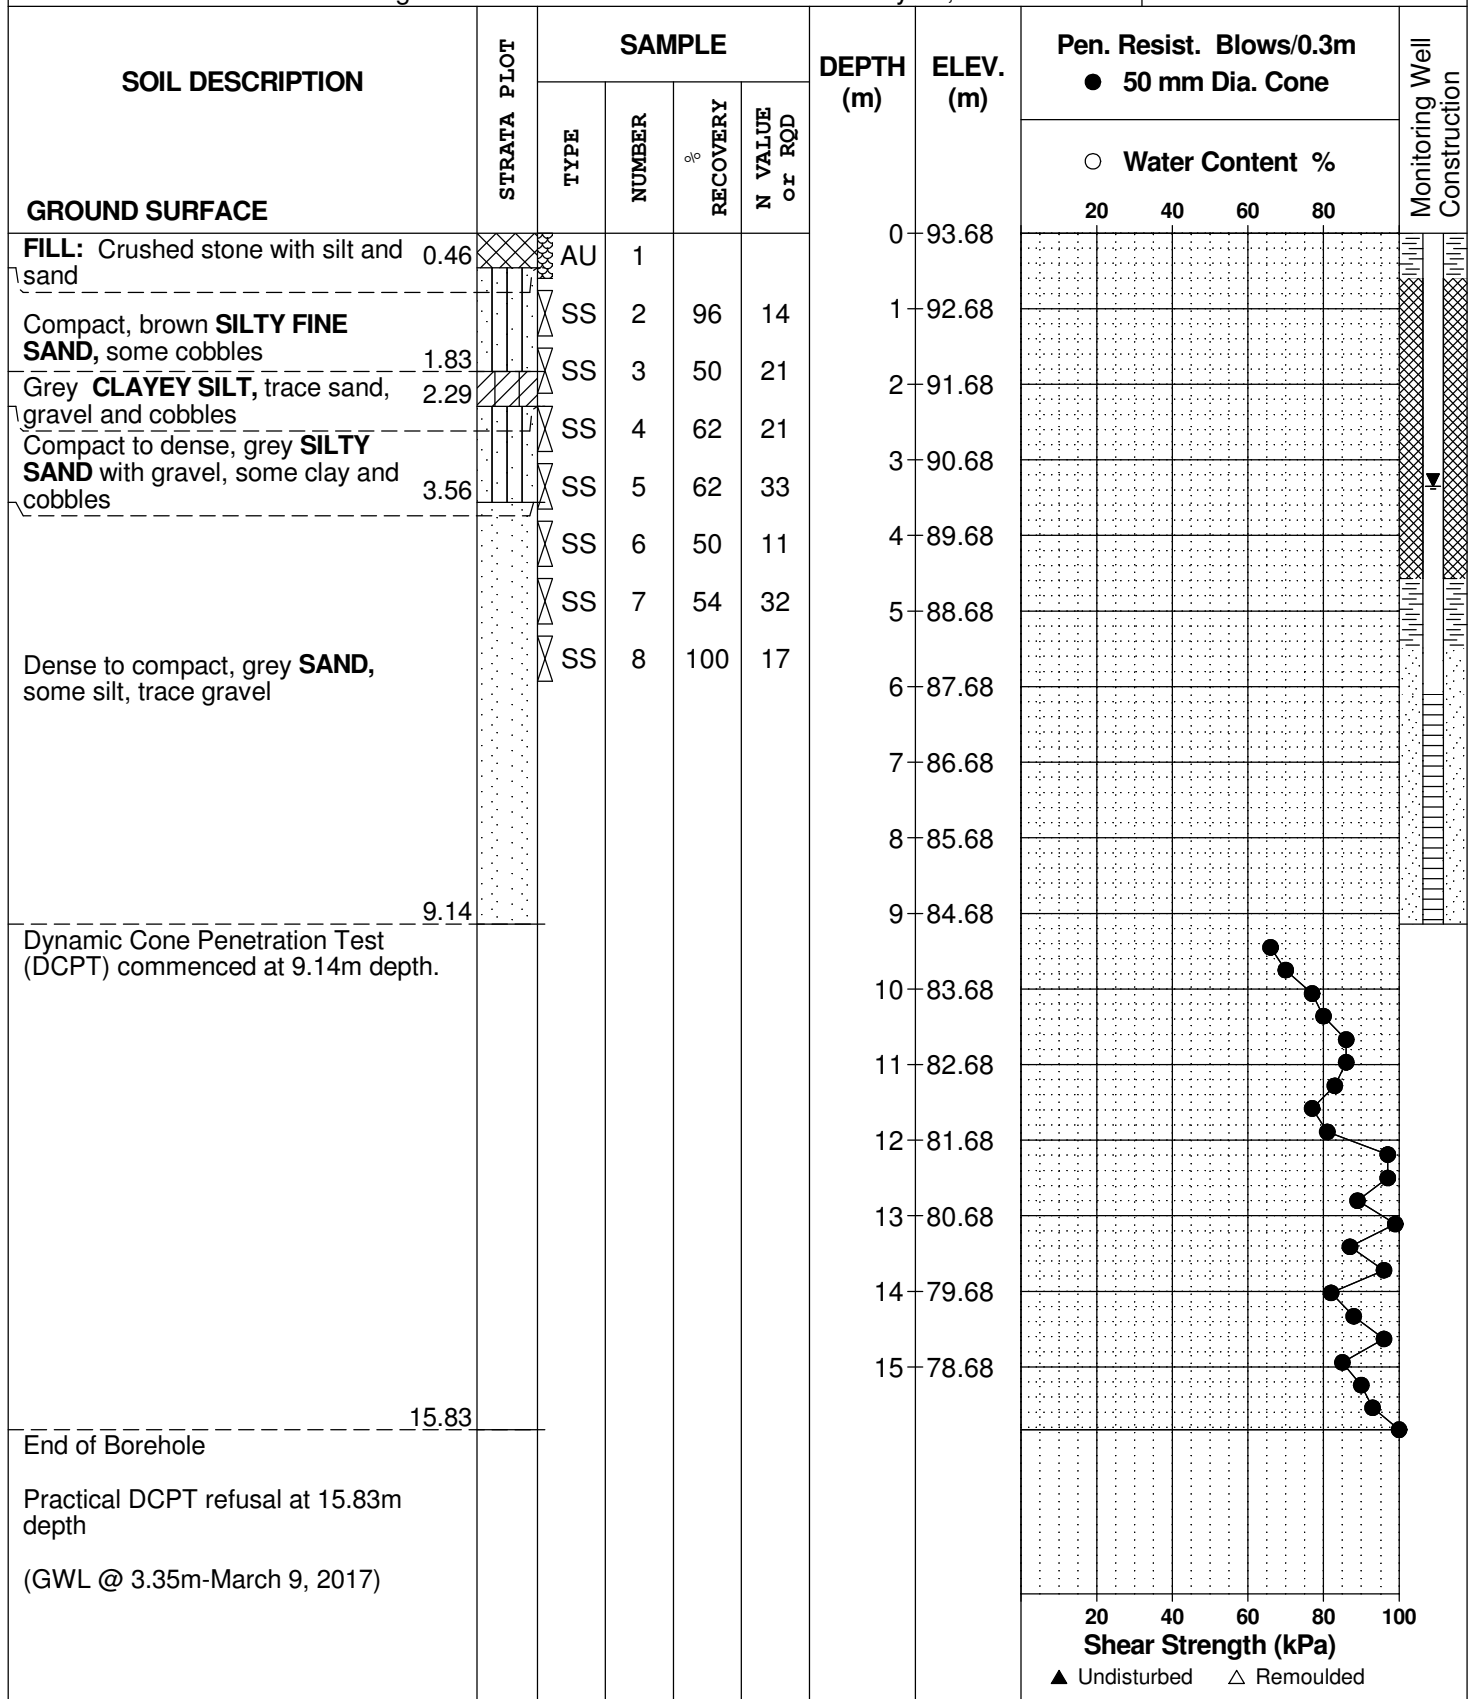 SOIL DESCRIPTION
GROUND SURFACE
STRATA PLOT
SAMPLE
TYPE
NUMBER
%
RECOVERY
N VALUE
or RQD
DEPTH
(m)
ELEV.
(m)
Pen. Resist. Blows/0.3m
● 50 mm Dia. Cone
○ Water Content %
20 40 60 80
Monitoring Well
Construction
FILL: Crushed stone with silt and
sand
0.46
Compact, brown SILTY FINE
SAND, some cobbles
1.83
Grey CLAYEY SILT, trace sand,
gravel and cobbles
2.29
Compact to dense, grey SILTY
SAND with gravel, some clay and
cobbles
3.56
Dense to compact, grey SAND,
some silt, trace gravel
9.14
Dynamic Cone Penetration Test
(DCPT) commenced at 9.14m depth.
15.83
End of Borehole
Practical DCPT refusal at 15.83m
depth
(GWL @ 3.35m-March 9, 2017)
AU 1
SS 2 96 14
SS 3 50 21
SS 4 62 21
SS 5 62 33
SS 6 50 11
SS 7 54 32
SS 8 100 17
0 93.68
1 92.68
2 91.68
3 90.68
4 89.68
5 88.68
6 87.68
7 86.68
8 85.68
9 84.68
10 83.68
11 82.68
12 81.68
13 80.68
14 79.68
15 78.68
20 40 60 80 100
Shear Strength (kPa)
▲ Undisturbed △ Remoulded